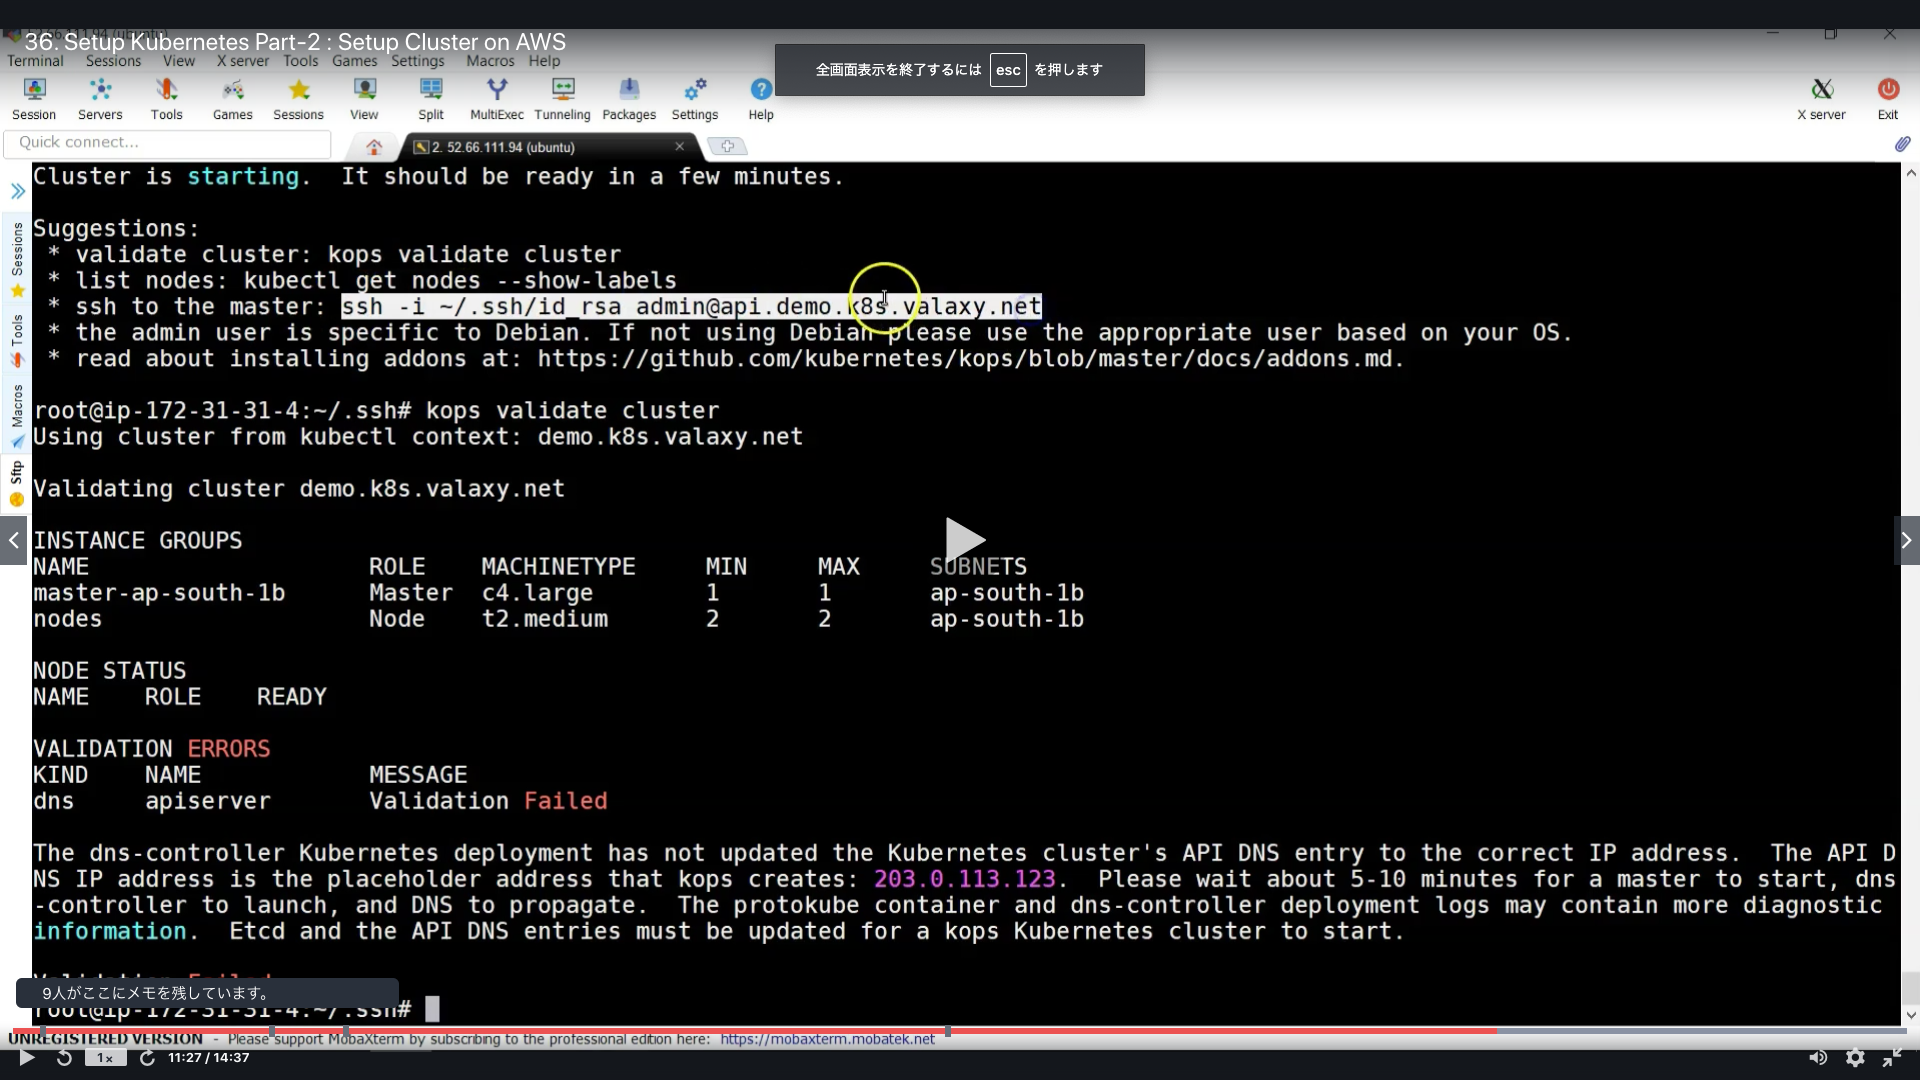 36. Setup Kubernetes Part-2 : Setup Cluster on AWS
Terminal Sessions View X server Tools Games Settings Macros Help
全画面表示を終了するには esc を押します
Session Servers Tools Games Sessions View Split MultiExec Tunneling Packages Settings Help X server Exit
Quick connect...
2. 52.66.111.94 (ubuntu)
Cluster is starting.  It should be ready in a few minutes.
Suggestions:
* validate cluster: kops validate cluster
* list nodes: kubectl get nodes --show-labels
* ssh to the master: ssh -i ~/.ssh/id_rsa admin@api.demo.k8s.valaxy.net
* the admin user is specific to Debian. If not using Debian please use the appropriate user based on your OS.
* read about installing addons at: https://github.com/kubernetes/kops/blob/master/docs/addons.md.
Sessions
Tools
Macros
Sftp
root@ip-172-31-31-4:~/.ssh# kops validate cluster
Using cluster from kubectl context: demo.k8s.valaxy.net
Validating cluster demo.k8s.valaxy.net
INSTANCE GROUPS
NAME ROLE MACHINETYPE MIN MAX SUBNETS
master-ap-south-1b Master c4.large 1 1 ap-south-1b
nodes Node t2.medium 2 2 ap-south-1b
NODE STATUS
NAME ROLE READY
VALIDATION ERRORS
KIND NAME MESSAGE
dns apiserver Validation Failed
The dns-controller Kubernetes deployment has not updated the Kubernetes cluster's API DNS entry to the correct IP address.  The API D
NS IP address is the placeholder address that kops creates: 203.0.113.123.  Please wait about 5-10 minutes for a master to start, dns
-controller to launch, and DNS to propagate.  The protokube container and dns-controller deployment logs may contain more diagnostic
information.  Etcd and the API DNS entries must be updated for a kops Kubernetes cluster to start.
9人がここにメモを残しています。
root@ip-172-31-31-4:~/.ssh#
UNREGISTERED VERSION - Please support MobaXterm by subscribing to the professional edition here: https://mobaxterm.mobatek.net
1x 11:27 / 14:37